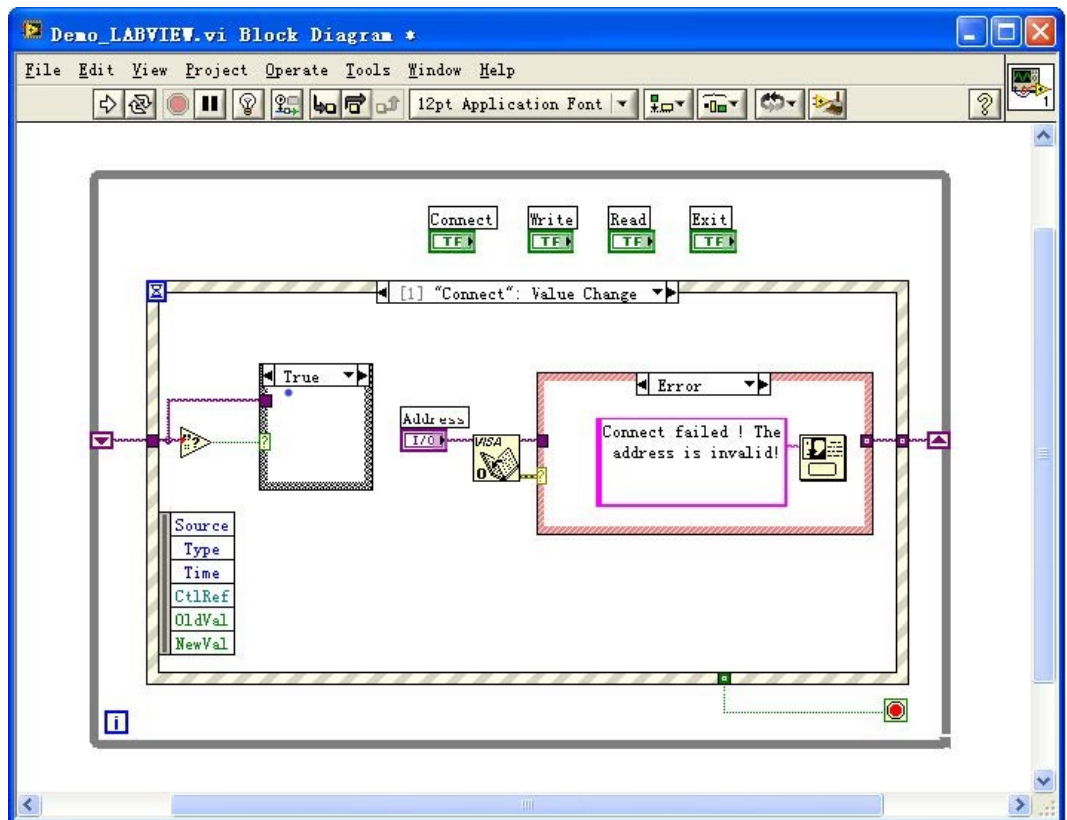 Demo_LABVIEW.vi Block Diagram *
File Edit View Project Operate Tools Window Help
12pt Application Font
1
Connect Write Read Exit
TF TF TF TF
[1] "Connect": Value Change
True
Error
Address
I/O
VISA
Connect failed ! The
address is invalid!
"?
?
?
0
Source
Type
Time
CtlRef
OldVal
NewVal
i